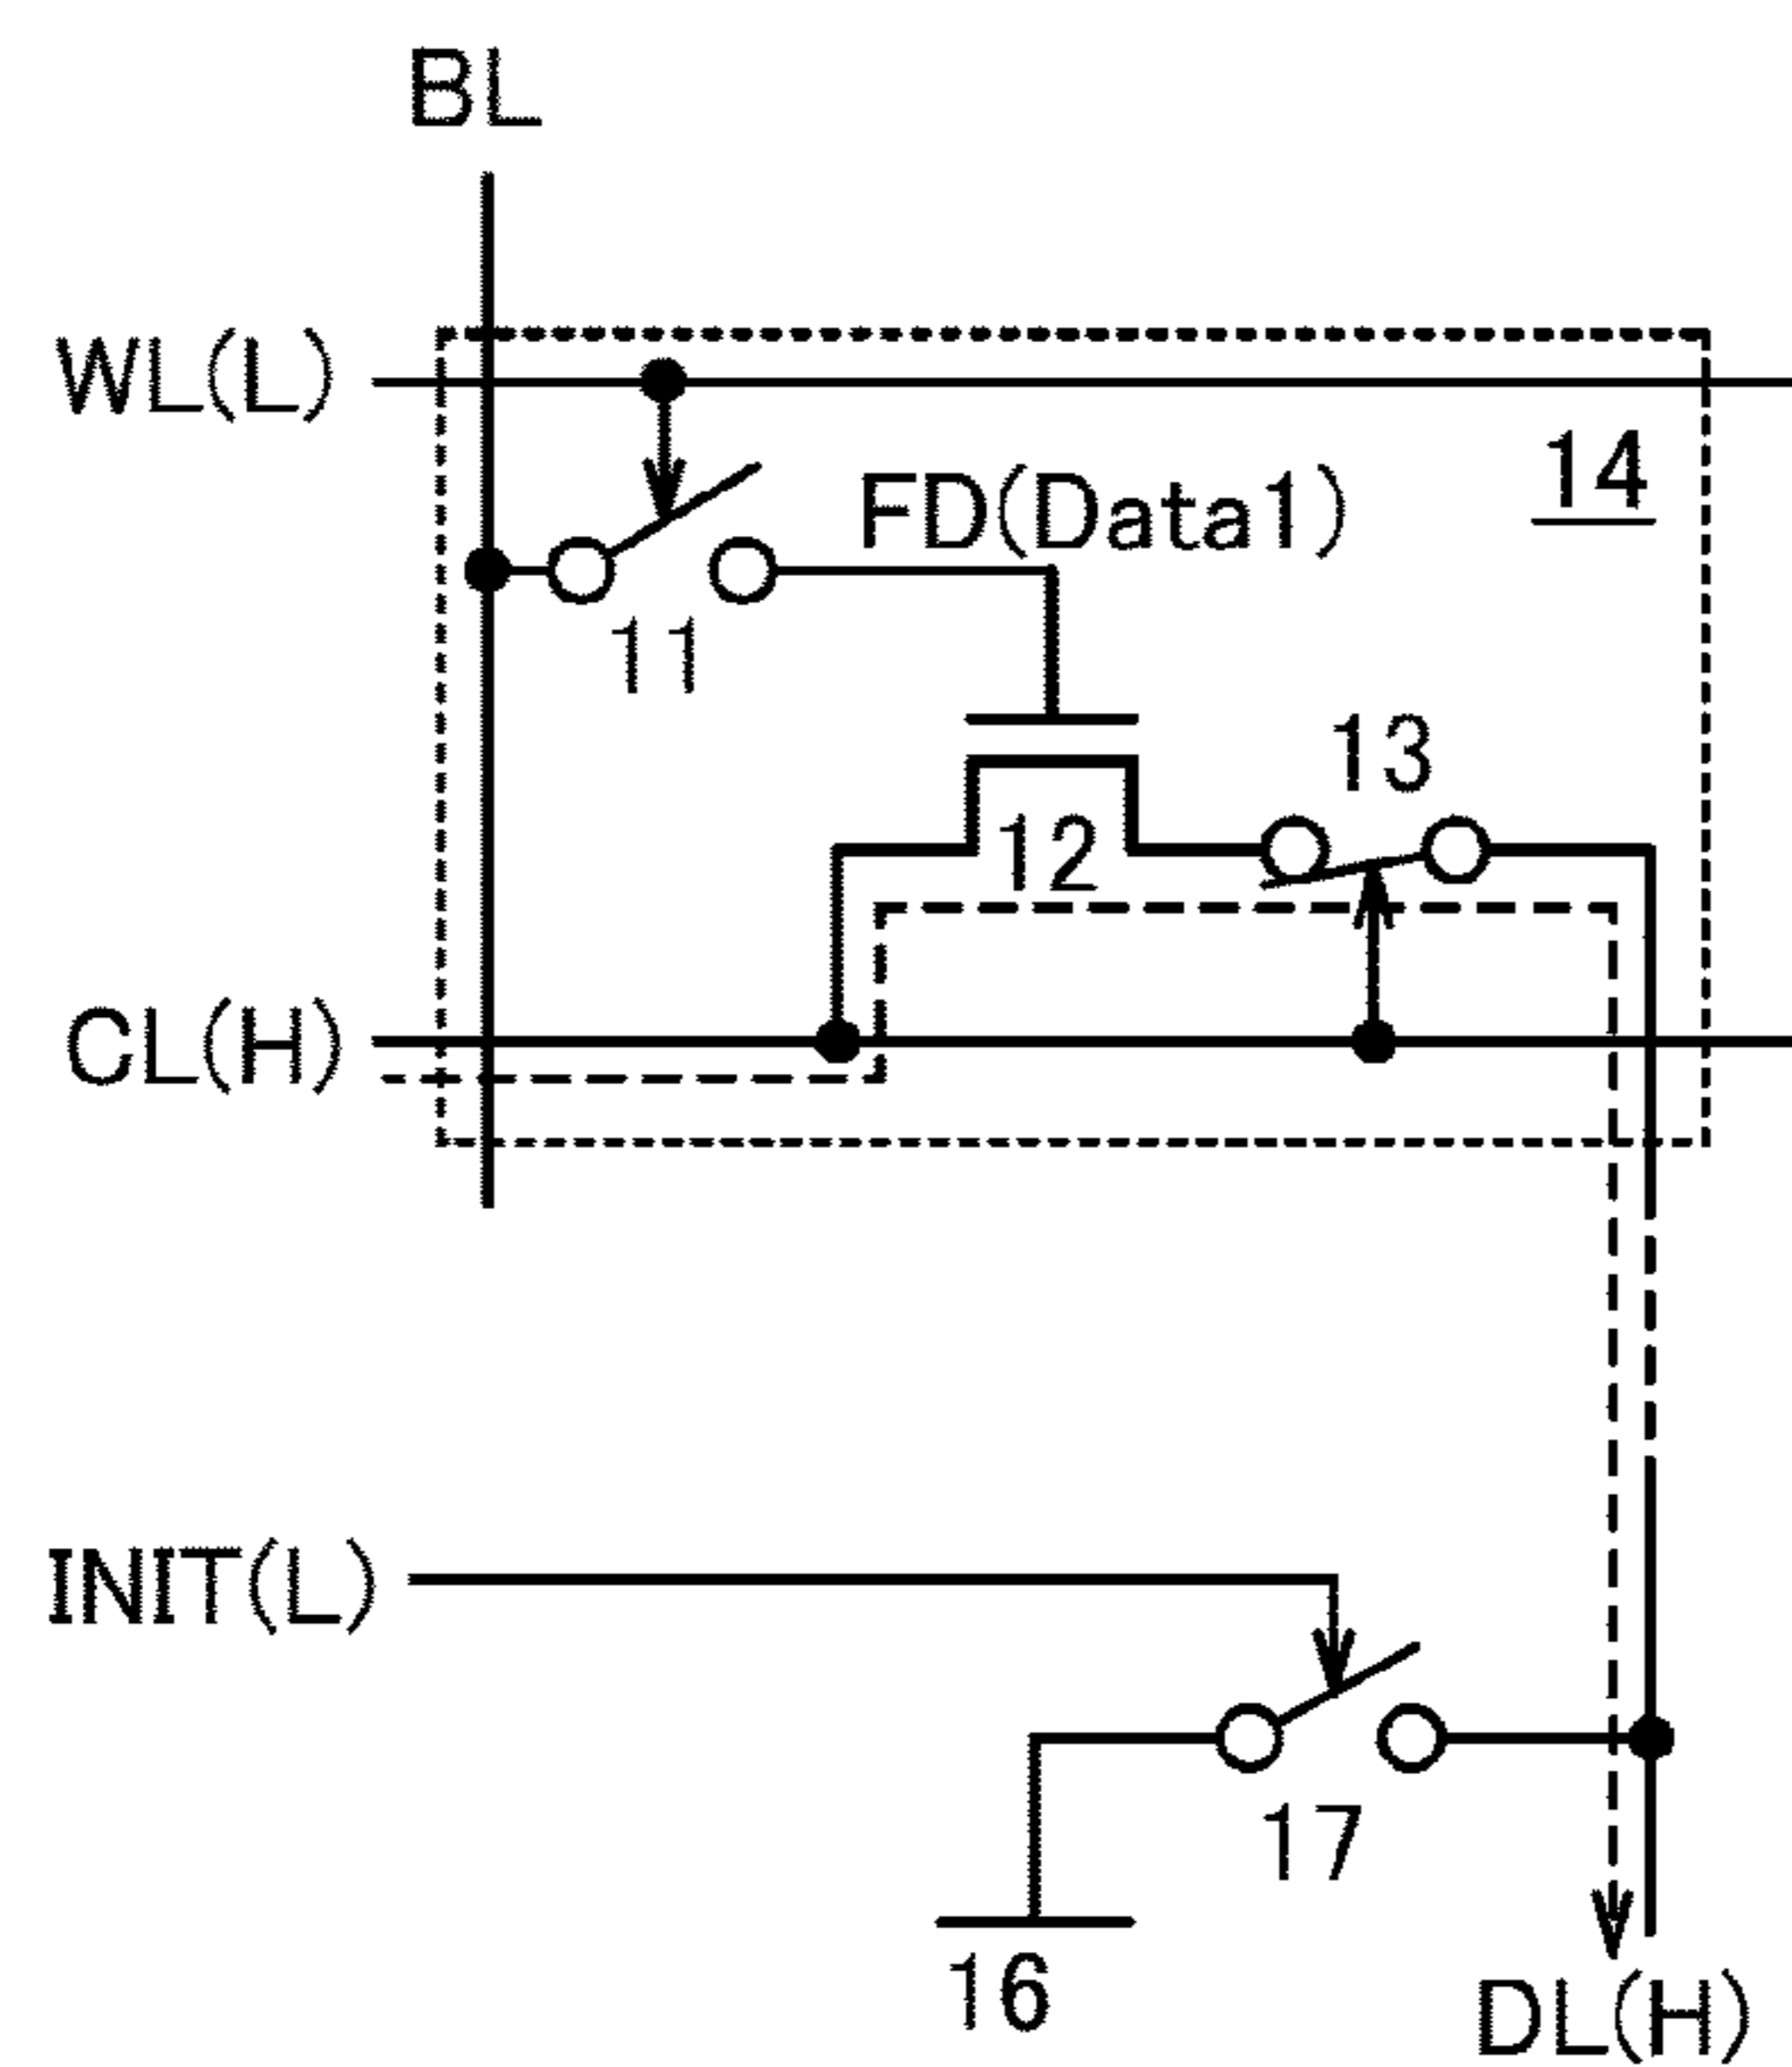 BL
WL(L)
14
FD(Data1)
11
13
12
CL(H)
INIT(L)
17
16
DL(H)